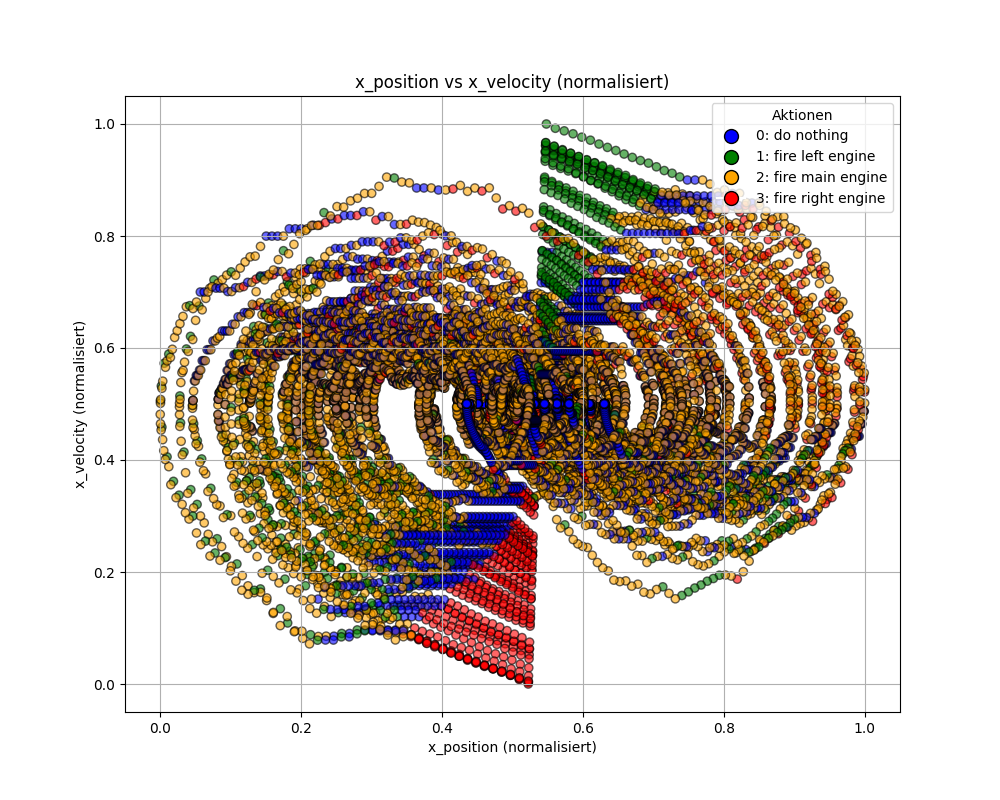 x_position vs x_velocity (normalisiert)
Aktionen
0: do nothing
1: fire left engine
2: fire main engine
3: fire right engine
x_velocity (normalisiert)
1.0
0.8
0.6
0.4
0.2
0.0
0.0 0.2 0.4 0.6 0.8 1.0
x_position (normalisiert)